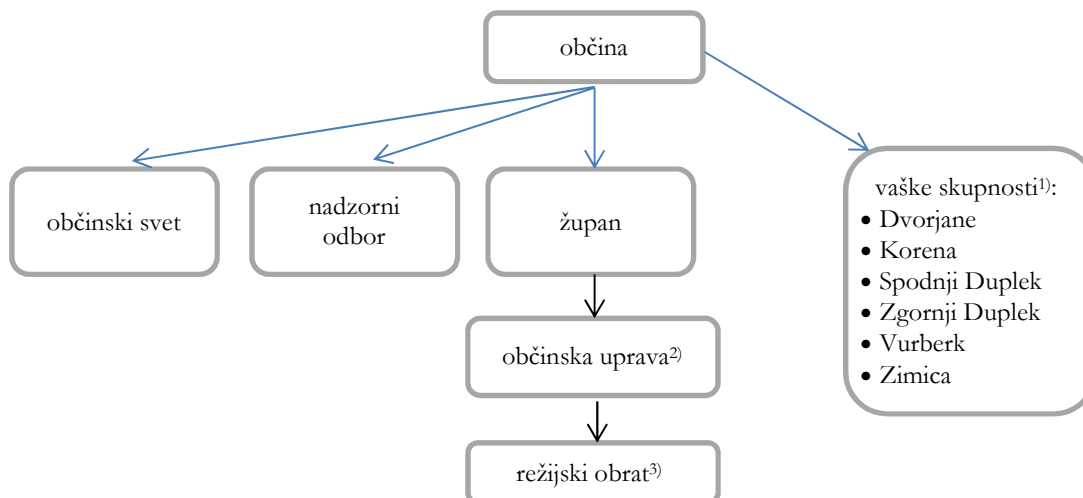 občina
občinski svet
nadzorni
odbor
župan
vaške skupnosti¹⁾:
• Dvorjane
• Korena
• Spodnji Duplek
• Zgornji Duplek
• Vurberk
• Zimica
občinska uprava²⁾
režijski obrat³⁾